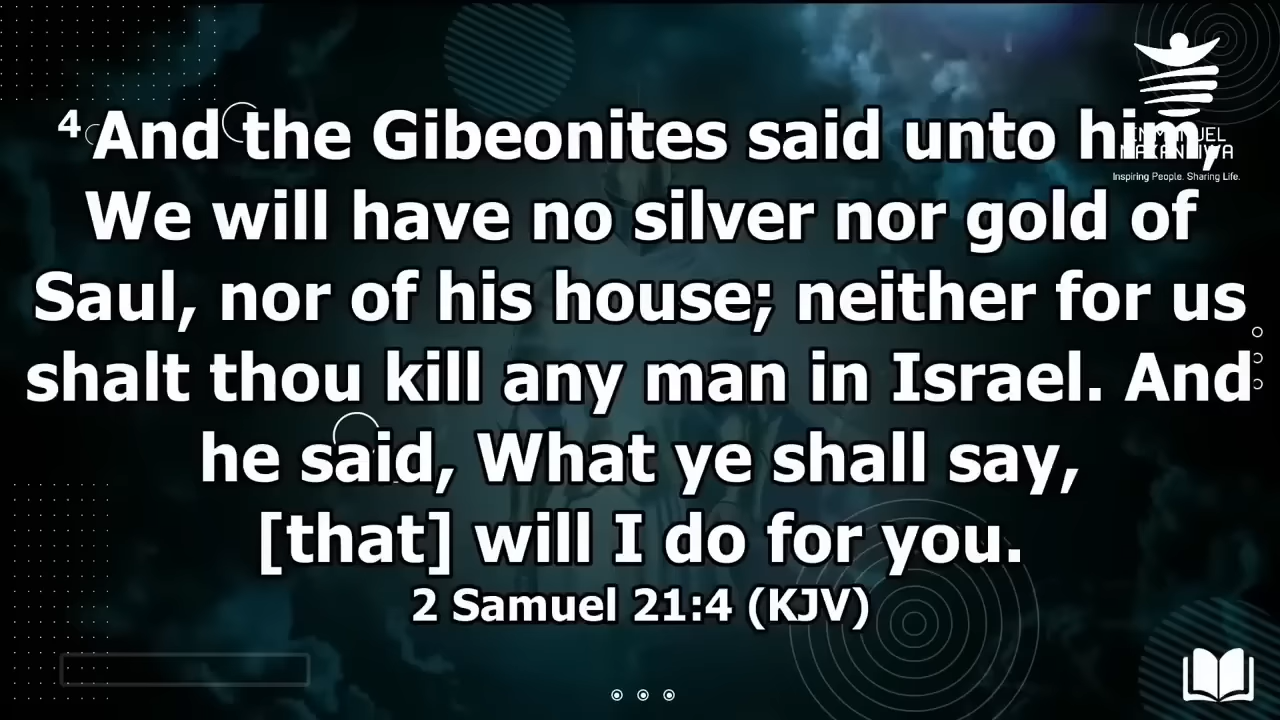 ⁴ And the Gibeonites said unto him,
We will have no silver nor gold of
Saul, nor of his house; neither for us
shalt thou kill any man in Israel. And
he said, What ye shall say,
[that] will I do for you.
2 Samuel 21:4 (KJV)
EMMANUEL
MAKANDIWA
Inspiring People. Sharing Life.